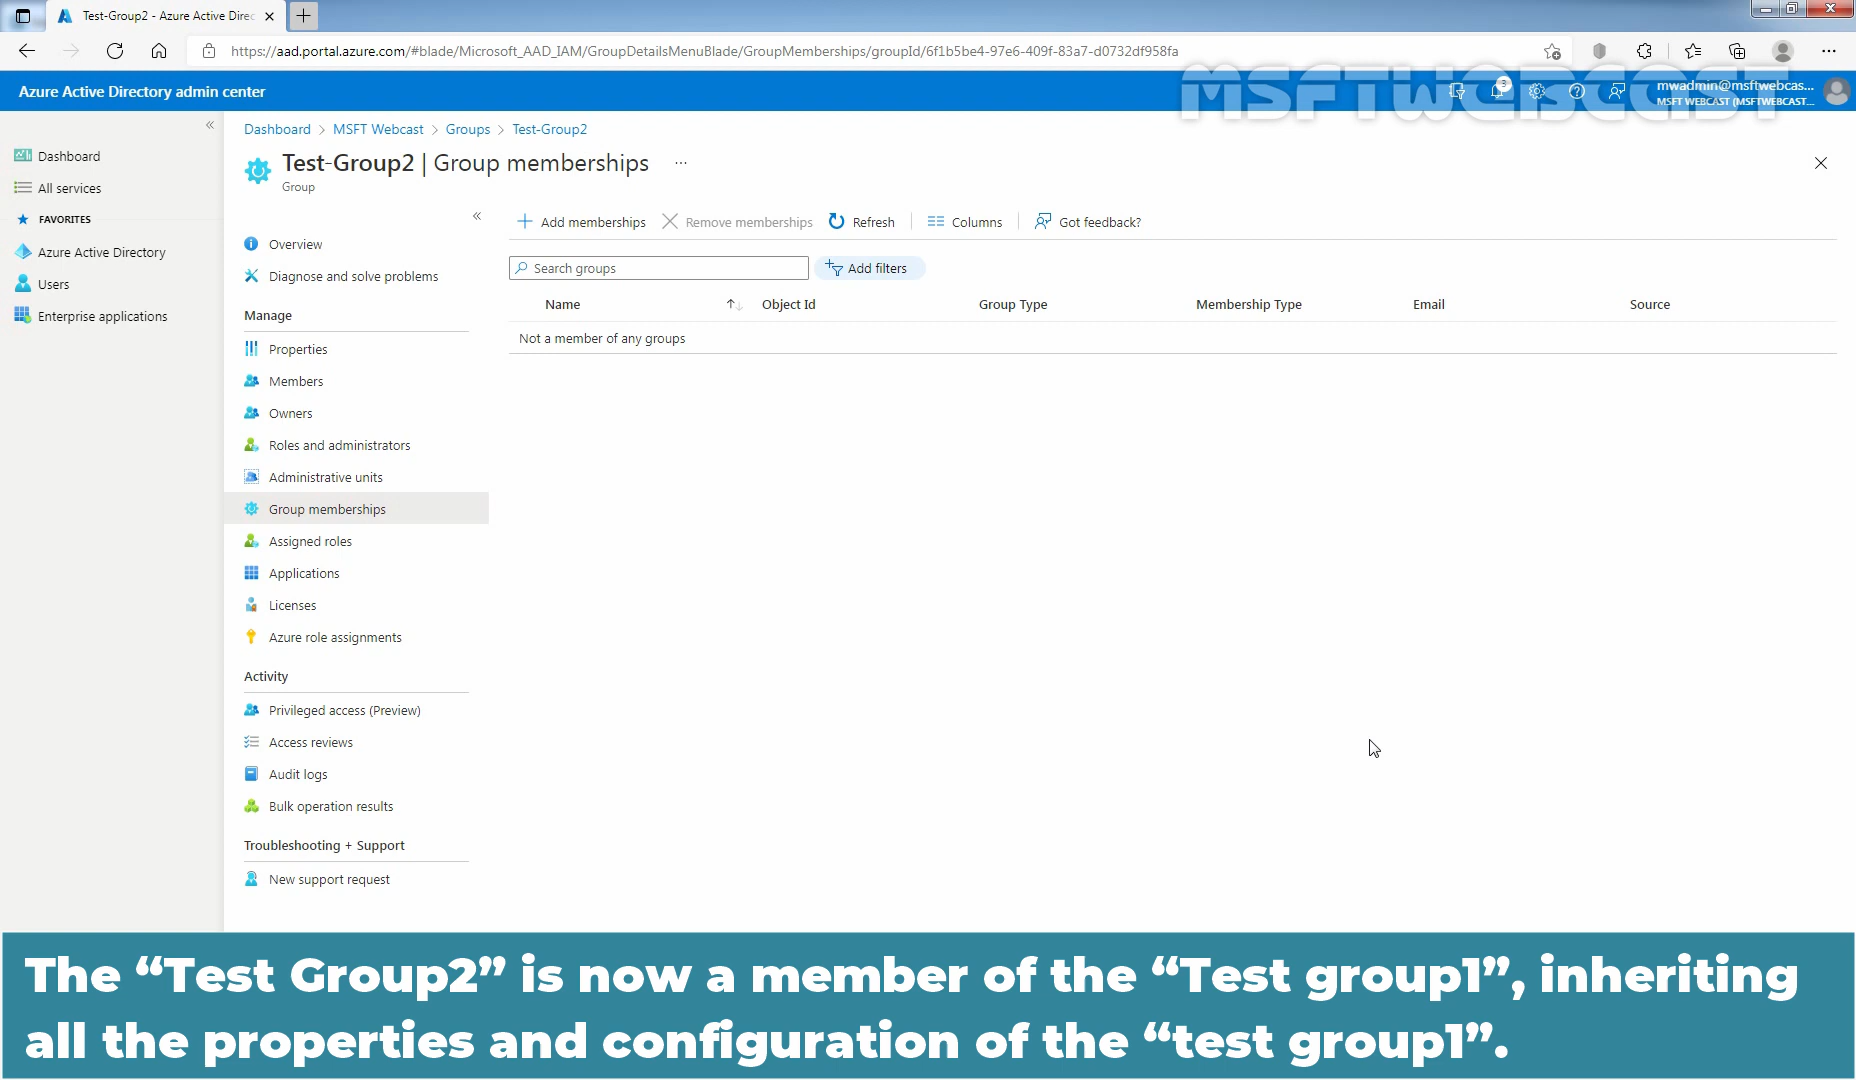 Test-Group2 - Azure Active Direc
https://aad.portal.azure.com/#blade/Microsoft_AAD_IAM/GroupDetailsMenuBlade/GroupMemberships/groupId/6f1b5be4-97e6-409f-83a7-d0732df958fa
MSFTWEBCAST
Azure Active Directory admin center
3
mwadmin@msftwebcas...
MSFT WEBCAST (MSFTWEBCAST...
Dashboard > MSFT Webcast > Groups > Test-Group2
Test-Group2 | Group memberships ...
Group
Dashboard
All services
FAVORITES
Azure Active Directory
Users
Enterprise applications
Overview
Diagnose and solve problems
Manage
Properties
Members
Owners
Roles and administrators
Administrative units
Group memberships
Assigned roles
Applications
Licenses
Azure role assignments
Activity
Privileged access (Preview)
Access reviews
Audit logs
Bulk operation results
Troubleshooting + Support
New support request
Add memberships Remove memberships Refresh Columns Got feedback?
Search groups Add filters
Name Object Id Group Type Membership Type Email Source
Not a member of any groups
The “Test Group2” is now a member of the “Test group1”, inheriting
all the properties and configuration of the “test group1”.